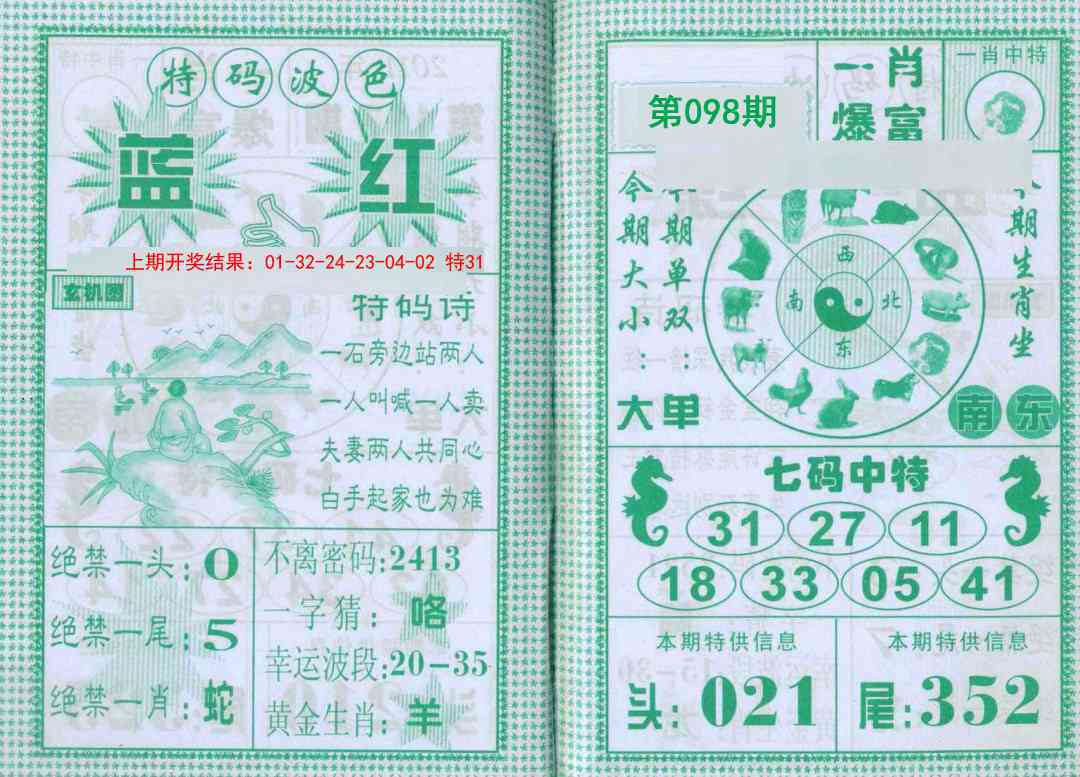 特码波色
蓝 红
上期开奖结果：01-32-24-23-04-02 特31
玄机图
特码诗
一石旁边站两人
一人叫喊一人卖
夫妻两人共同心
白手起家也为难
绝禁一头:0
绝禁一尾:5
绝禁一肖:蛇
不离密码:2413
一字猜：咯
幸运波段:20-35
黄金生肖:羊
第098期
一肖
爆富
一肖中特
今期大小：大
期单双：单
期生肖坐
南东
西
南 北
东
七码中特
31 27 11
18 33 05 41
本期特供信息
头:021
本期特供信息
尾:352